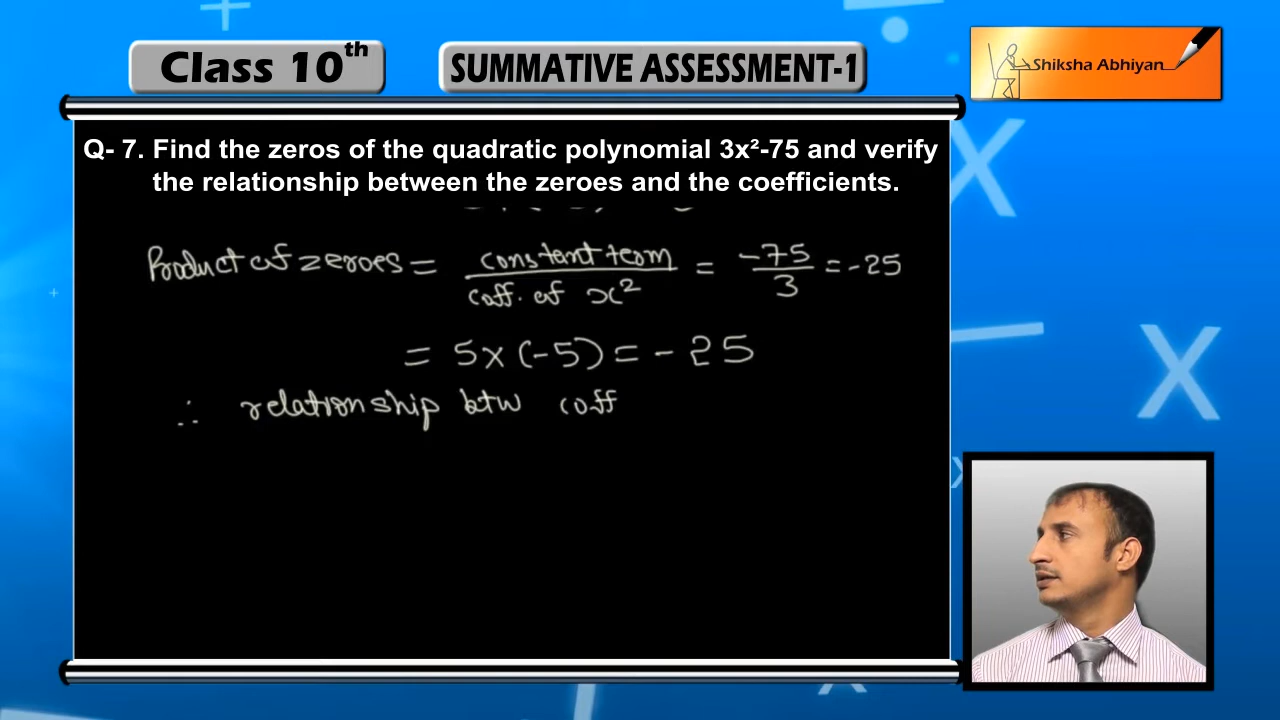 Class 10th
SUMMATIVE ASSESSMENT-1
Shiksha Abhiyan
Q- 7. Find the zeros of the quadratic polynomial 3x²-75 and verify
the relationship between the zeroes and the coefficients.
Product of zeroes = constant term / coff. of x² = -75/3 = -25
= 5 x (-5) = - 25
∴ relationship btw coff